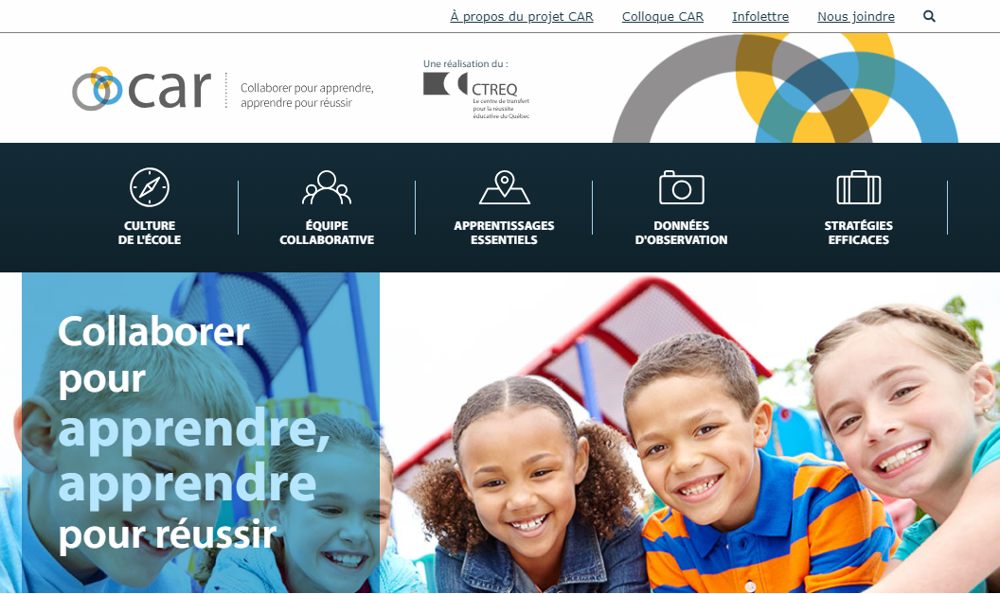 À propos du projet CAR
Colloque CAR
Infolettre
Nous joindre
car
Collaborer pour apprendre,
apprendre pour réussir
Une réalisation du :
CTREQ
Le centre de transfert
pour la réussite
éducative du Québec
CULTURE
DE L'ÉCOLE
ÉQUIPE
COLLABORATIVE
APPRENTISSAGES
ESSENTIELS
DONNÉES
D'OBSERVATION
STRATÉGIES
EFFICACES
Collaborer
pour
apprendre,
apprendre
pour réussir